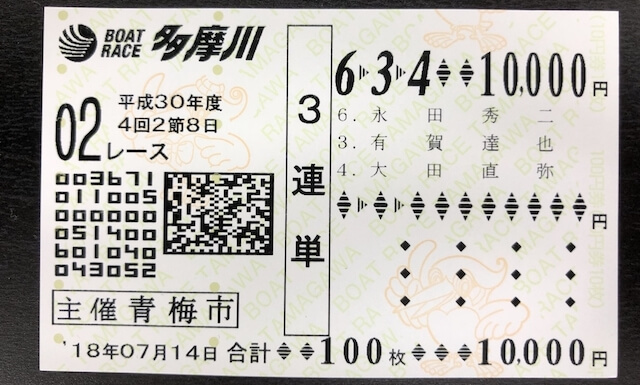 BOAT RACE 多摩川
02レース
平成30年度
4回2節8日
003671
011005
000000
051400
601040
043052
主催青梅市
3連単
6 3 4 10,000円
6. 永田秀二
3. 有賀達也
4. 大田直弥
円
'18年07月14日 合計 100枚 10,000円